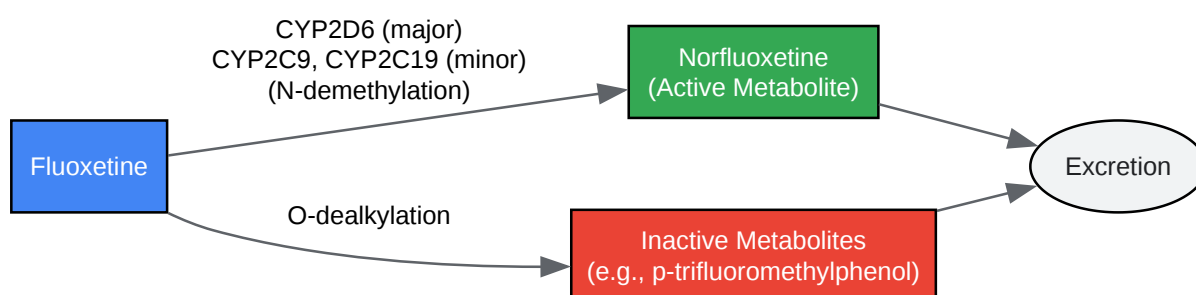 CYP2D6 (major)
CYP2C9, CYP2C19 (minor)
(N-demethylation)
Norfluoxetine
(Active Metabolite)
Fluoxetine
Excretion
O-dealkylation
Inactive Metabolites
(e.g., p-trifluoromethylphenol)